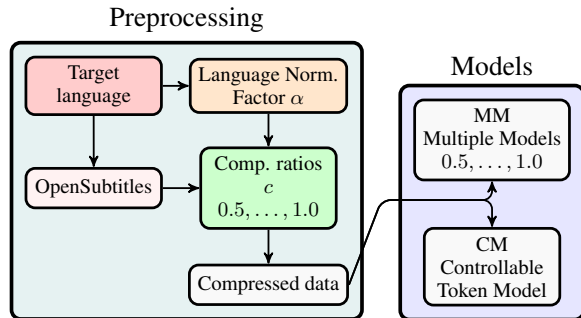 Preprocessing
Target
language
Language Norm.
Factor α
OpenSubtitles
Comp. ratios
c
0.5, . . . , 1.0
Compressed data
Models
MM
Multiple Models
0.5, . . . , 1.0
CM
Controllable
Token Model